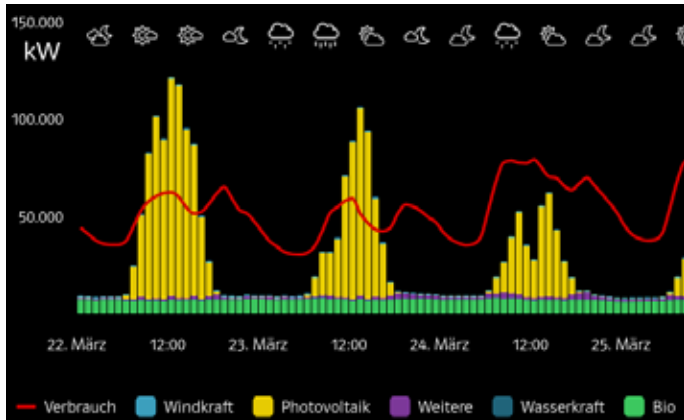 150.000
kW
100.000
50.000
22. März 12:00 23. März 12:00 24. März 12:00 25. März
Verbrauch Windkraft Photovoltaik Weitere Wasserkraft Bio